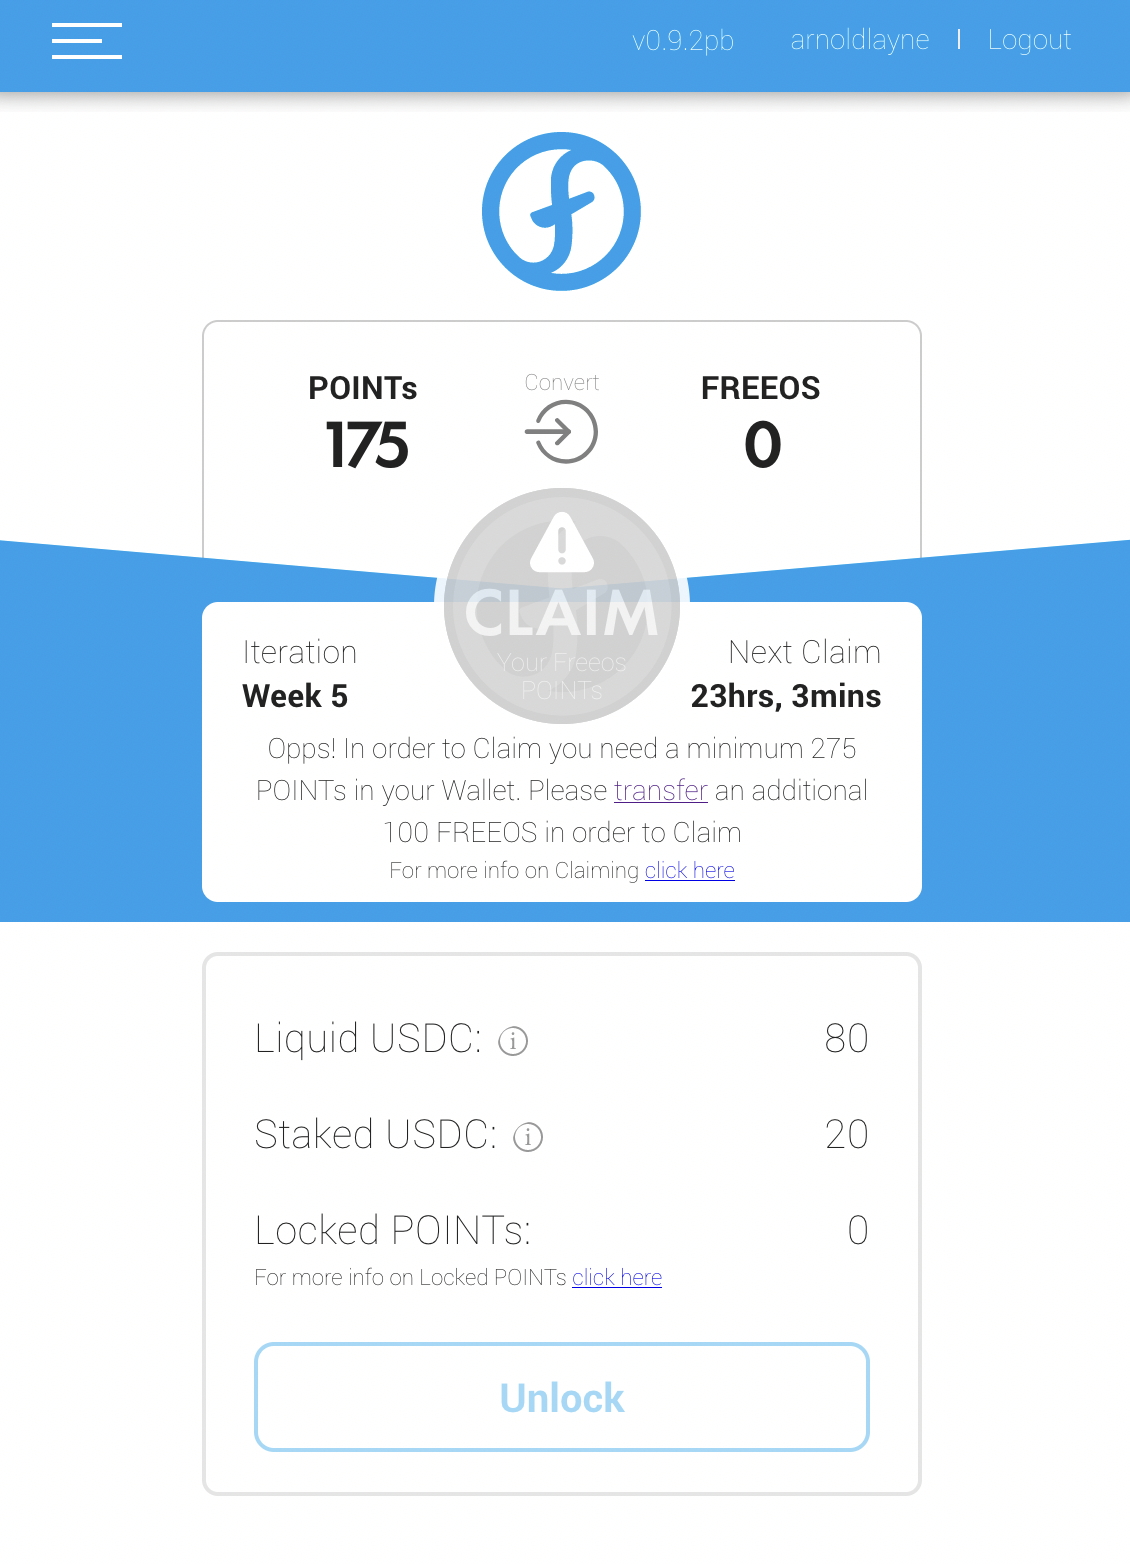 v0.9.2pb arnoldlayne | Logout
POINTs Convert FREEOS
175 0
CLAIM
Your Freeos
POINTs
Iteration Next Claim
Week 5 23hrs, 3mins
Opps! In order to Claim you need a minimum 275
POINTs in your Wallet. Please transfer an additional
100 FREEOS in order to Claim
For more info on Claiming click here
Liquid USDC: i 80
Staked USDC: i 20
Locked POINTs: 0
For more info on Locked POINTs click here
Unlock